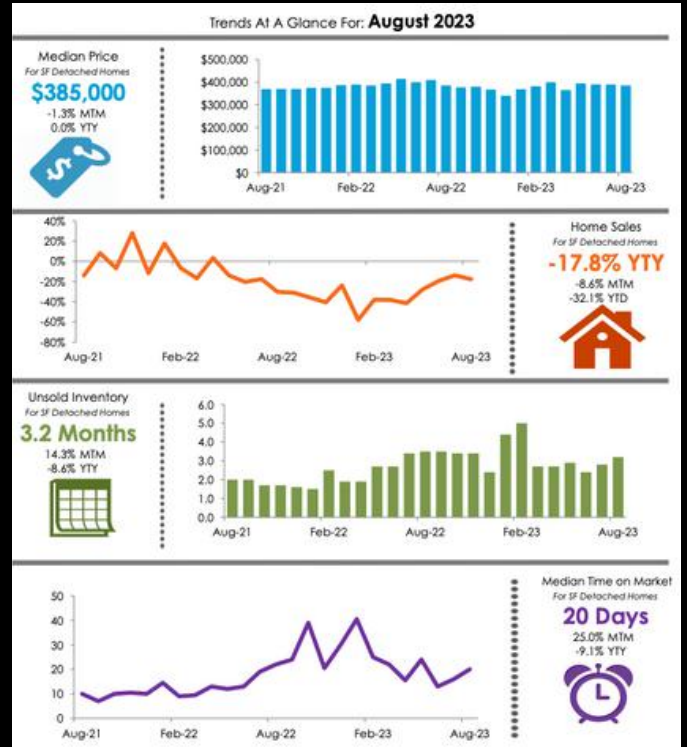 Trends At A Glance For: August 2023
Median Price
For SF Detached Homes
$385,000
-1.3% MTM
0.0% YTY
$
$500,000
$400,000
$300,000
$200,000
$100,000
$0
Aug-21 Feb-22 Aug-22 Feb-23 Aug-23
40%
20%
0%
-20%
-40%
-60%
-80%
Aug-21 Feb-22 Aug-22 Feb-23 Aug-23
Home Sales
For SF Detached Homes
-17.8% YTY
-8.6% MTM
-32.1% YTD
Unsold Inventory
For SF Detached Homes
3.2 Months
14.3% MTM
-8.6% YTY
6.0
5.0
4.0
3.0
2.0
1.0
0.0
Aug-21 Feb-22 Aug-22 Feb-23 Aug-23
50
40
30
20
10
0
Aug-21 Feb-22 Aug-22 Feb-23 Aug-23
Median Time on Market
For SF Detached Homes
20 Days
25.0% MTM
-9.1% YTY